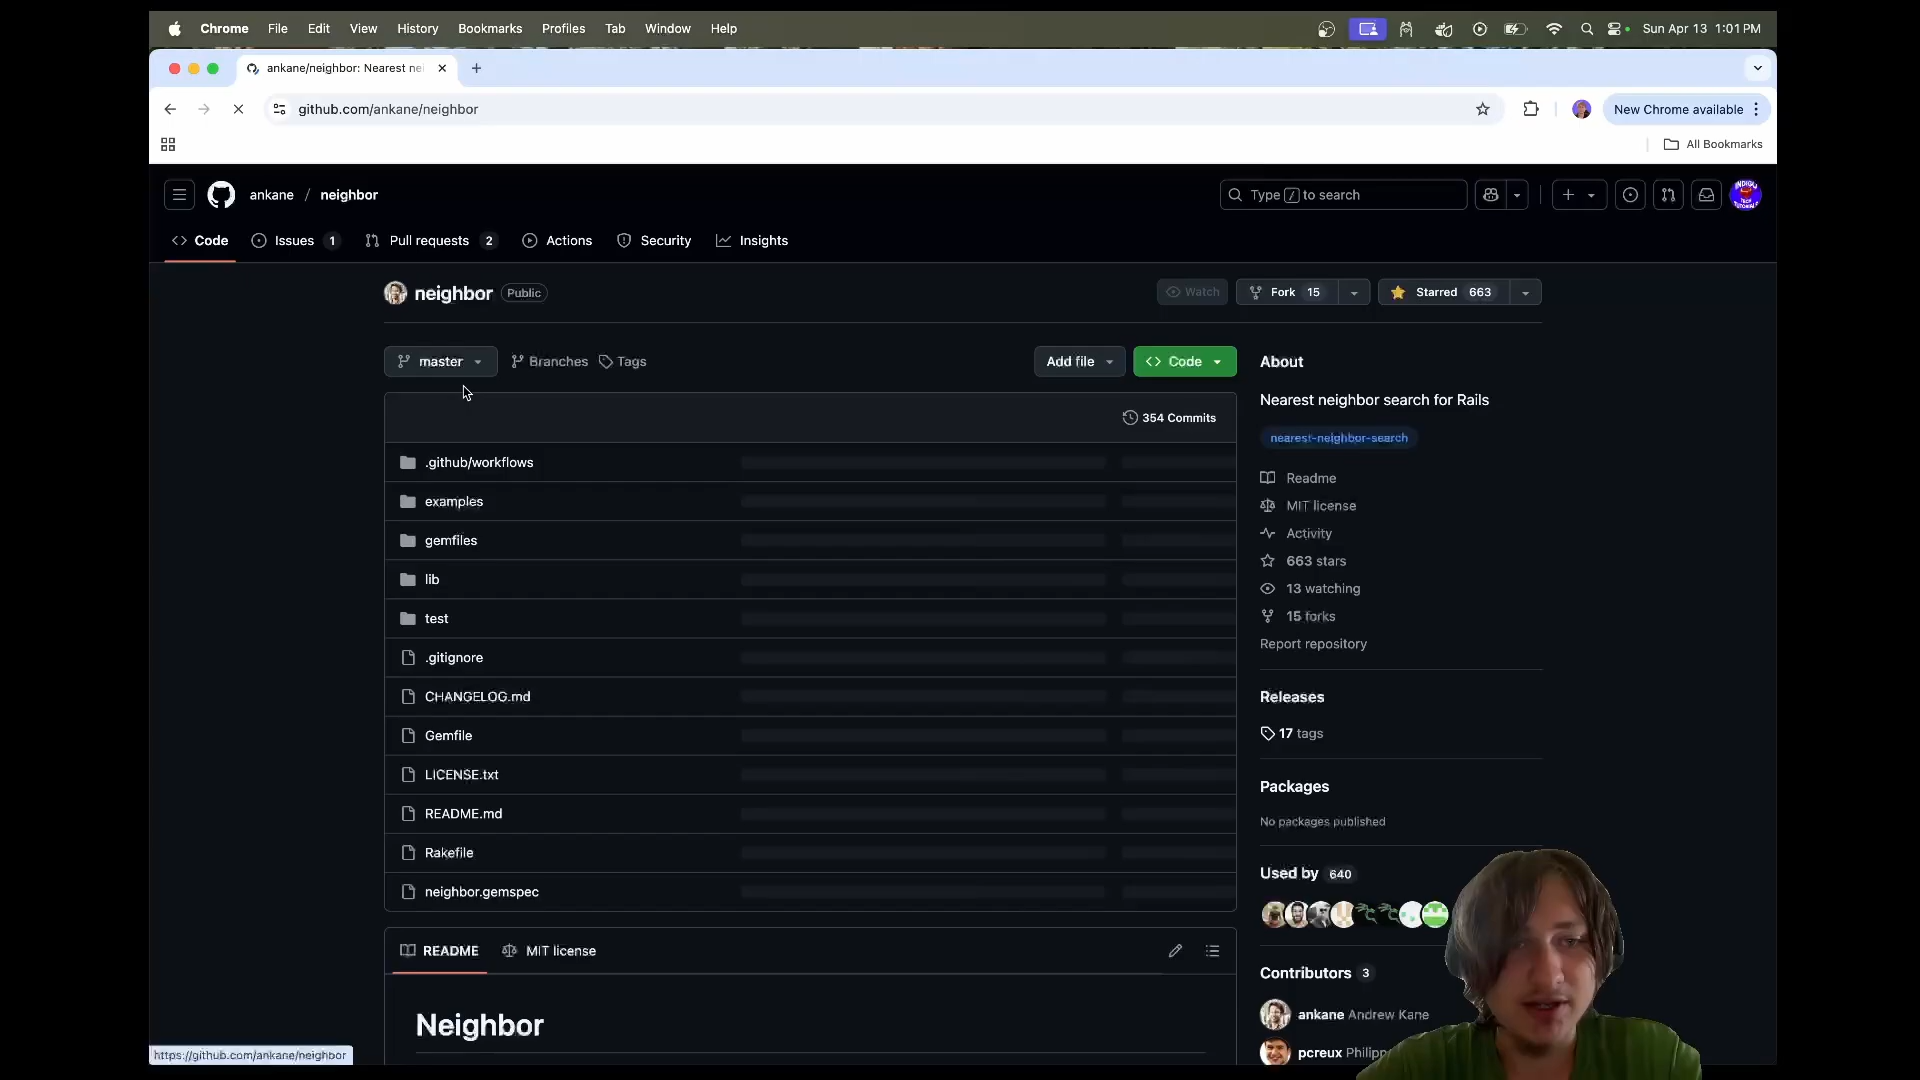 Chrome File Edit View History Bookmarks Profiles Tab Window Help Sun Apr 13 1:01 PM
ankane/neighbor: Nearest nei
github.com/ankane/neighbor New Chrome available
All Bookmarks
ankane / neighbor Type / to search
Code Issues 1 Pull requests 2 Actions Security Insights
neighbor Public Watch Fork 15 Starred 663
master Branches Tags Add file Code
354 Commits
.github/workflows
examples
gemfiles
lib
test
.gitignore
CHANGELOG.md
Gemfile
LICENSE.txt
README.md
Rakefile
neighbor.gemspec
README MIT license
Neighbor
About
Nearest neighbor search for Rails
nearest-neighbor-search
Readme
MIT license
Activity
663 stars
13 watching
15 forks
Report repository
Releases
17 tags
Packages
No packages published
Used by 640
Contributors 3
ankane Andrew Kane
pcreux Philipp
https://github.com/ankane/neighbor